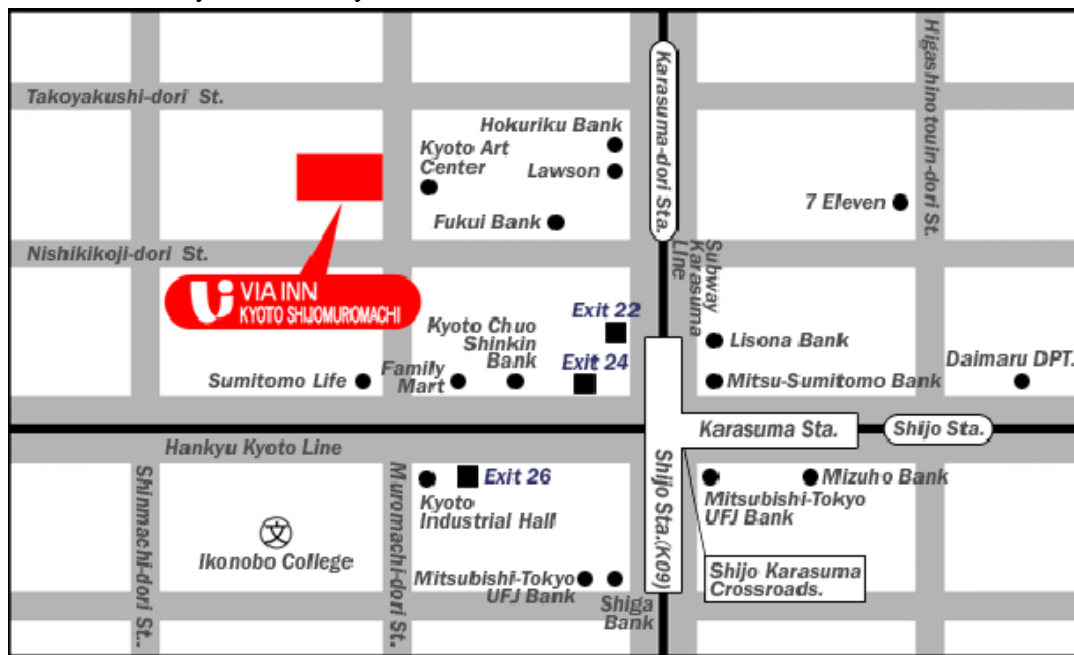 Takoyakushi-dori St.
Hokuriku Bank
Kyoto Art
Center
Lawson
Fukui Bank
Karasuma-dori Sta.
Higashinotouin-dori St.
7 Eleven
Nishikikoji-dori St.
Subway
Karasuma
Line
VIA INN
KYOTO SHIJOMUROMACHI
Exit 22
Kyoto Chuo
Shinkin
Bank
Exit 24
Lisona Bank
Sumitomo Life
Family
Mart
Mitsu-Sumitomo Bank
Daimaru DPT.
Karasuma Sta.
Shijo Sta.
Hankyu Kyoto Line
Shinmachi-dori St.
Muromachi-dori St.
Exit 26
Kyoto
Industrial Hall
Shijo Sta.(K09)
Mizuho Bank
Mitsubishi-Tokyo
UFJ Bank
文
Ikonobo College
Mitsubishi-Tokyo
UFJ Bank
Shiga
Bank
Shijo Karasuma
Crossroads.